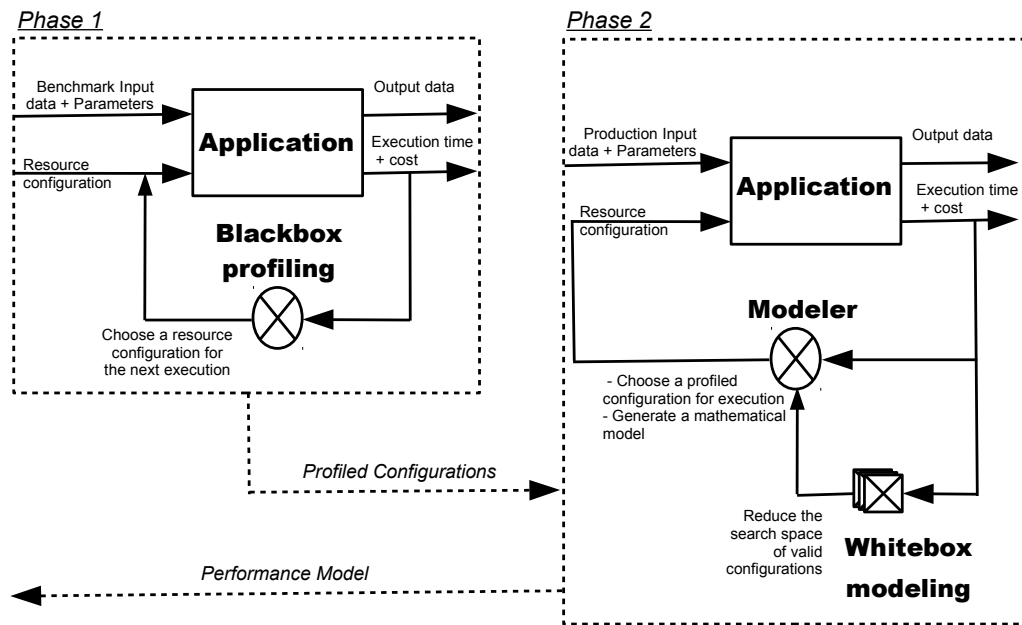 Phase 1
Benchmark Input
data + Parameters
Output data
Application
Execution time
+ cost
Resource
configuration
Blackbox
profiling
Choose a resource
configuration for
the next execution
Phase 2
Production Input
data + Parameters
Output data
Application
Execution time
+ cost
Resource
configuration
Modeler
- Choose a profiled
configuration for execution
- Generate a mathematical
model
Reduce the
search space
of valid
configurations
Whitebox
modeling
Profiled Configurations
Performance Model